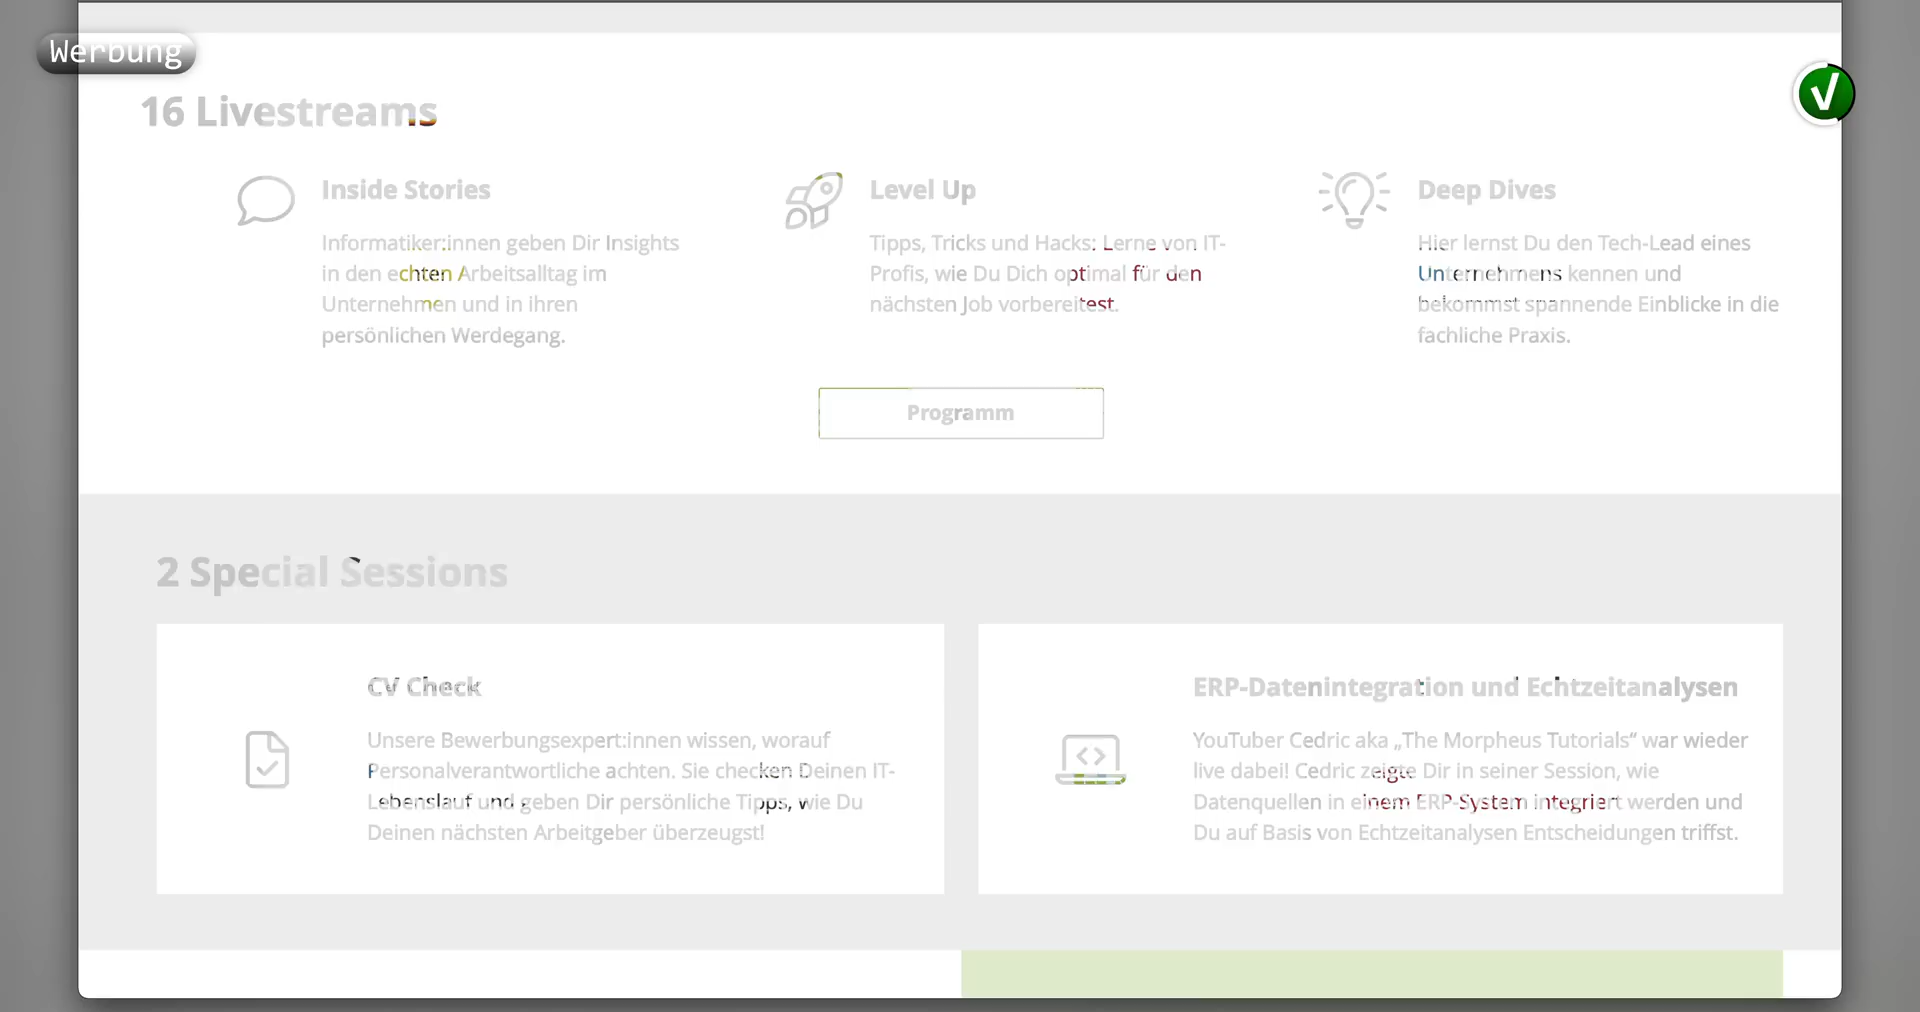 Werbung
16 Livestreams
Inside Stories
Informatiker:innen geben Dir Insights
in den echten Arbeitsalltag im
Unternehmen und in ihren
persönlichen Werdegang.
Level Up
Tipps, Tricks und Hacks: Lerne von IT-
Profis, wie Du Dich optimal für den
nächsten Job vorbereitest.
Deep Dives
Hier lernst Du den Tech-Lead eines
Unternehmens kennen und
bekommst spannende Einblicke in die
fachliche Praxis.
Programm
2 Special Sessions
CV Check
Unsere Bewerbungsexpert:innen wissen, worauf
Personalverantwortliche achten. Sie checken Deinen IT-
Lebenslauf und geben Dir persönliche Tipps, wie Du
Deinen nächsten Arbeitgeber überzeugst!
ERP-Datenintegration und Echtzeitanalysen
YouTuber Cedric aka „The Morpheus Tutorials“ war wieder
live dabei! Cedric zeigte Dir in seiner Session, wie
Datenquellen in einem ERP-System integriert werden und
Du auf Basis von Echtzeitanalysen Entscheidungen triffst.